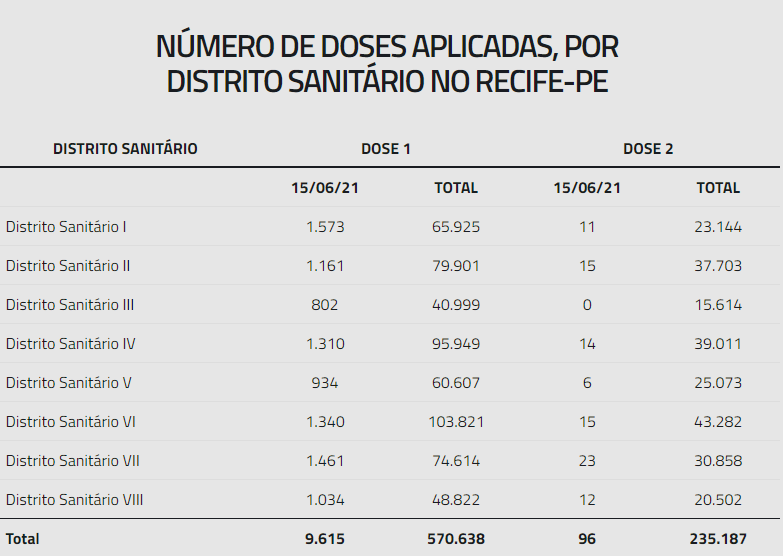 NÚMERO DE DOSES APLICADAS, POR
DISTRITO SANITÁRIO NO RECIFE-PE
DISTRITO SANITÁRIO DOSE 1 DOSE 2
15/06/21 TOTAL 15/06/21 TOTAL
Distrito Sanitário I 1.573 65.925 11 23.144
Distrito Sanitário II 1.161 79.901 15 37.703
Distrito Sanitário III 802 40.999 0 15.614
Distrito Sanitário IV 1.310 95.949 14 39.011
Distrito Sanitário V 934 60.607 6 25.073
Distrito Sanitário VI 1.340 103.821 15 43.282
Distrito Sanitário VII 1.461 74.614 23 30.858
Distrito Sanitário VIII 1.034 48.822 12 20.502
Total 9.615 570.638 96 235.187